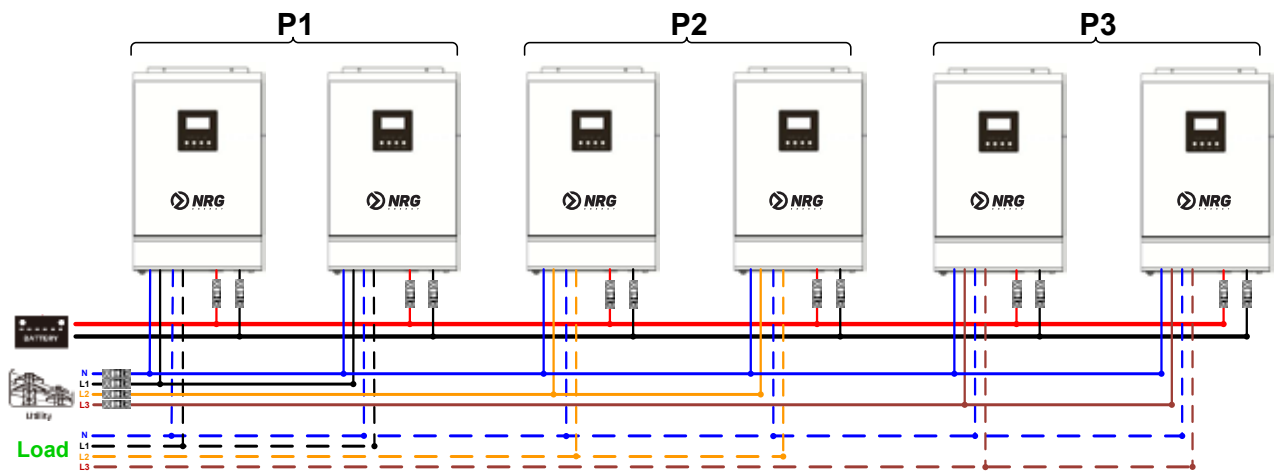 P1 P2 P3
NRG NRG NRG NRG NRG NRG
BATTERY
N
L1
L2
L3
Utility
Load
N
L1
L2
L3